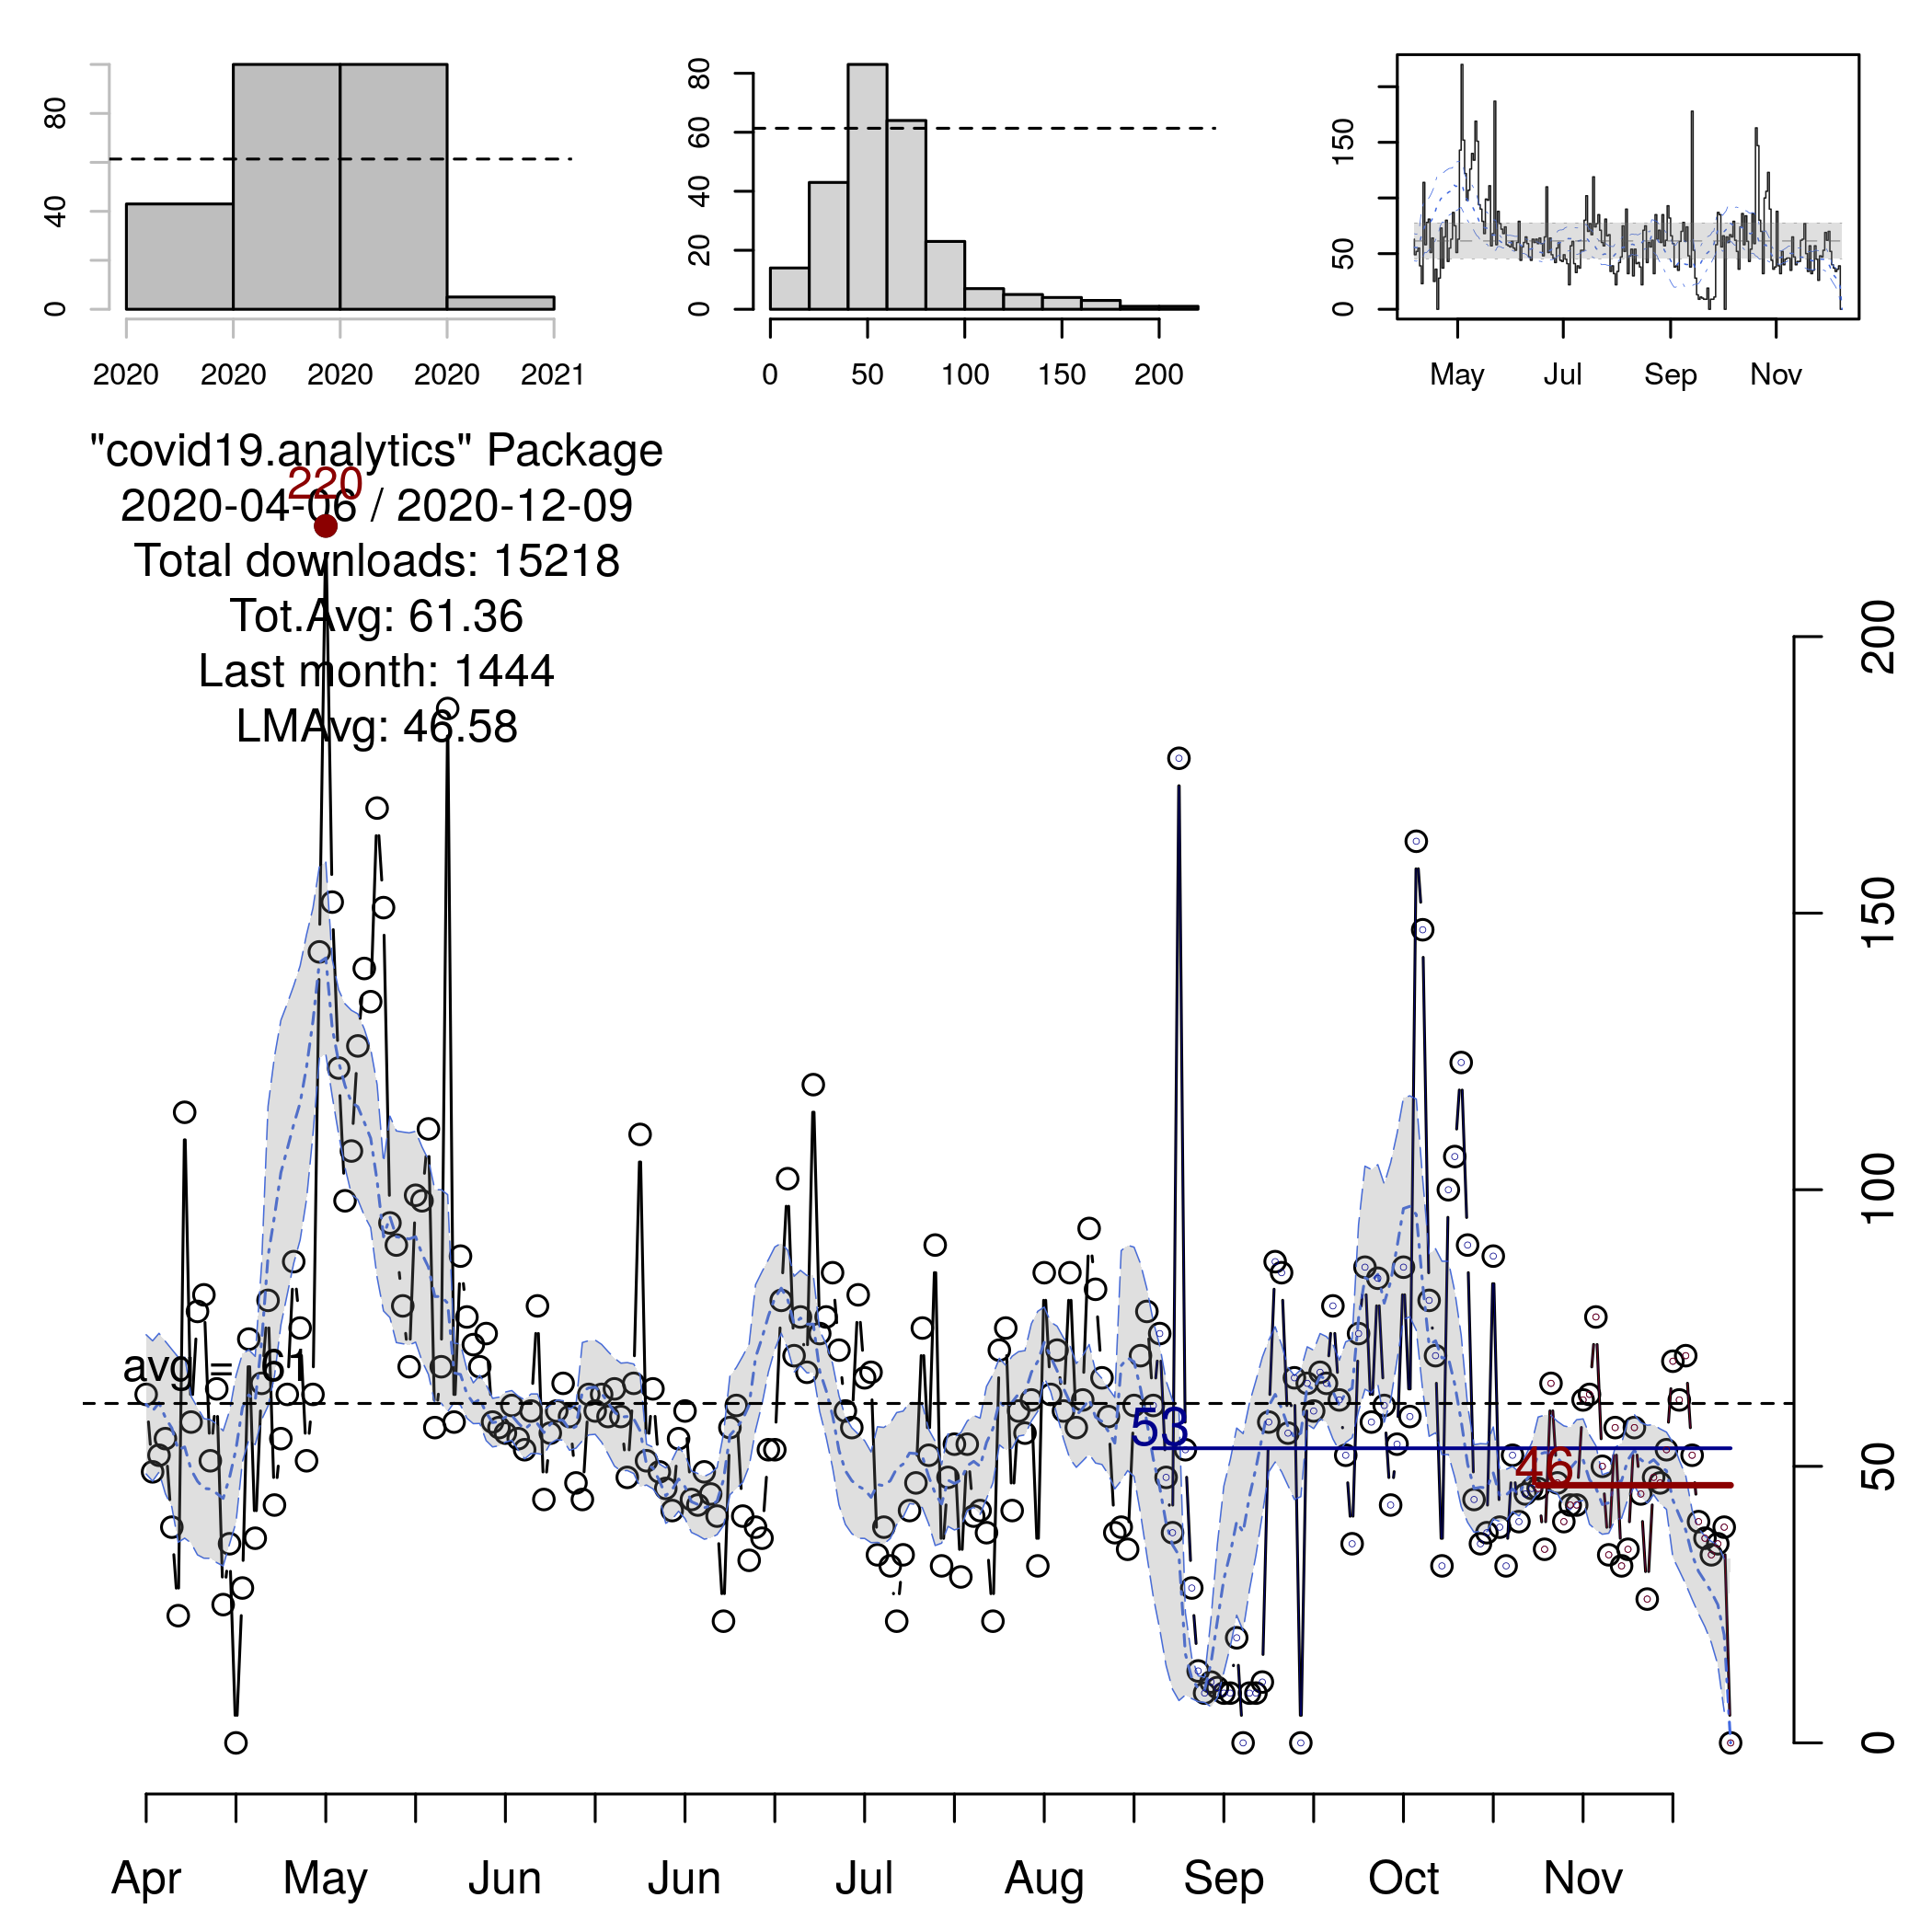 80
40
0
2020 2020 2020 2020 2021
80
60
40
20
0
0 50 100 150 200
150
50
0
May Jul Sep Nov
"covid19.analytics" Package
220
2020-04-06 / 2020-12-09
Total downloads: 15218
Tot.Avg: 61.36
Last month: 1444
LMAvg: 46.58
avg = 61
53
46
200
150
100
50
0
Apr May Jun Jun Jul Aug Sep Oct Nov